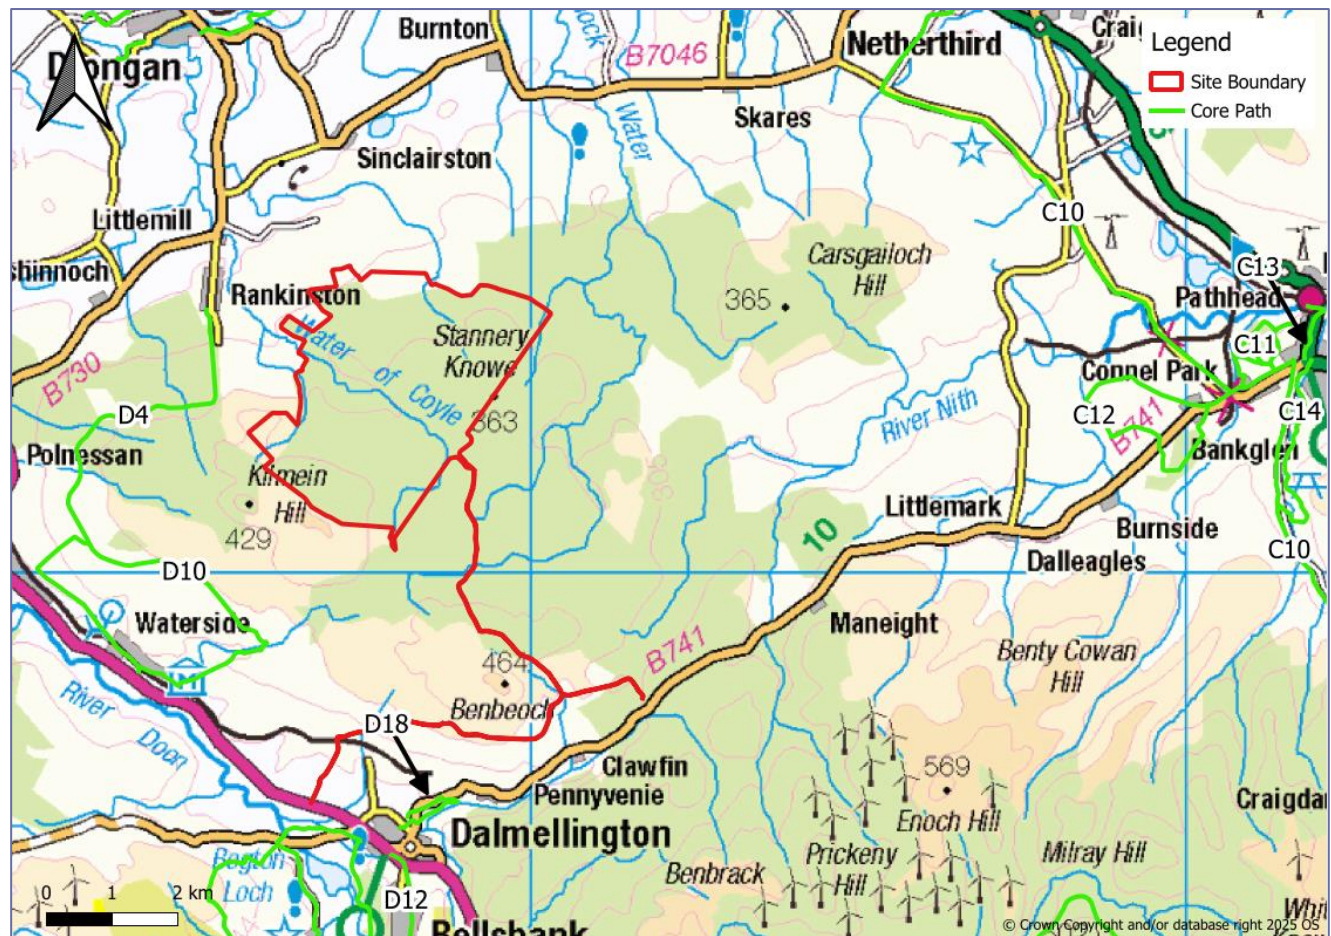 Burnton
Netherthird
B7046
Legend
Site Boundary
Core Path
Skares
Water
Sinclairston
Littlemill
C10
Carsgailoch
Hill
365
C13
Pathhead
Rankinston
Stannery
Knowe
Water
of Coyle
363
C11
Connel Park
B730
D4
River Nith
C12
B741
C14
Bankglen
Polnessan
Kilmein
Hill
429
308
Littlemark
10
Burnside
Dalleagles
C10
D10
Waterside
Maneight
B741
Benty Cowan
Hill
464
Benbeoch
M
River
Doon
D18
Clawfin
Pennyvenie
569
Enoch Hill
Dalmellington
Prickeny
Hill
Milray Hill
Benbrack
Bogton
Loch
D12
Bellsbank
0 1 2 km
© Crown Copyright and/or database right 2025 OS